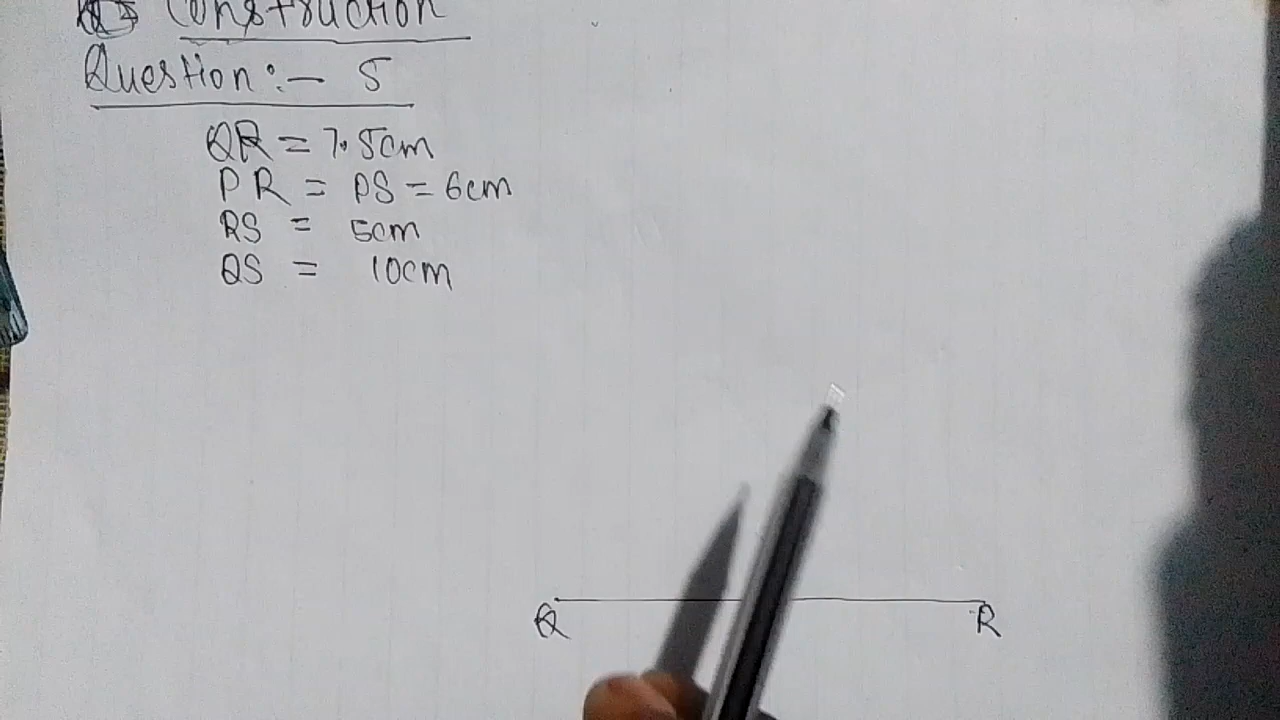 Construction
Question:- 5
QR = 7.5cm
PR = PS = 6cm
RS = 5cm
QS = 10cm
Q R